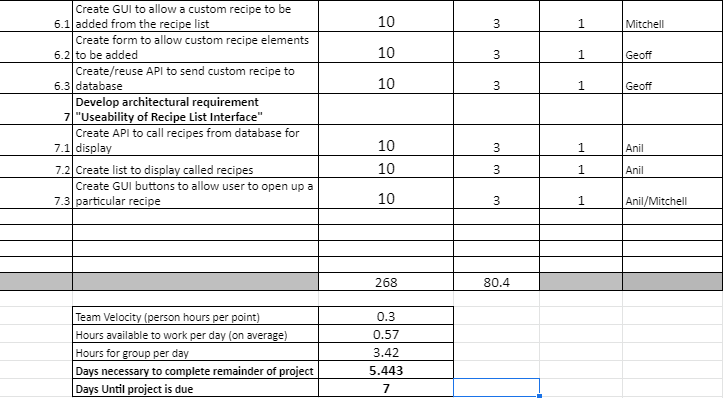 Create GUI to allow a custom recipe to be
6.1 added from the recipe list 10 3 1 Mitchell
Create form to allow custom recipe elements
6.2 to be added 10 3 1 Geoff
Create/reuse API to send custom recipe to
6.3 database 10 3 1 Geoff
Develop architectural requirement
7 "Useability of Recipe List Interface"
Create API to call recipes from database for
7.1 display 10 3 1 Anil
7.2 Create list to display called recipes 10 3 1 Anil
Create GUI buttons to allow user to open up a
7.3 particular recipe 10 3 1 Anil/Mitchell
268 80.4
Team Velocity (person hours per point) 0.3
Hours available to work per day (on average) 0.57
Hours for group per day 3.42
Days necessary to complete remainder of project 5.443
Days Until project is due 7